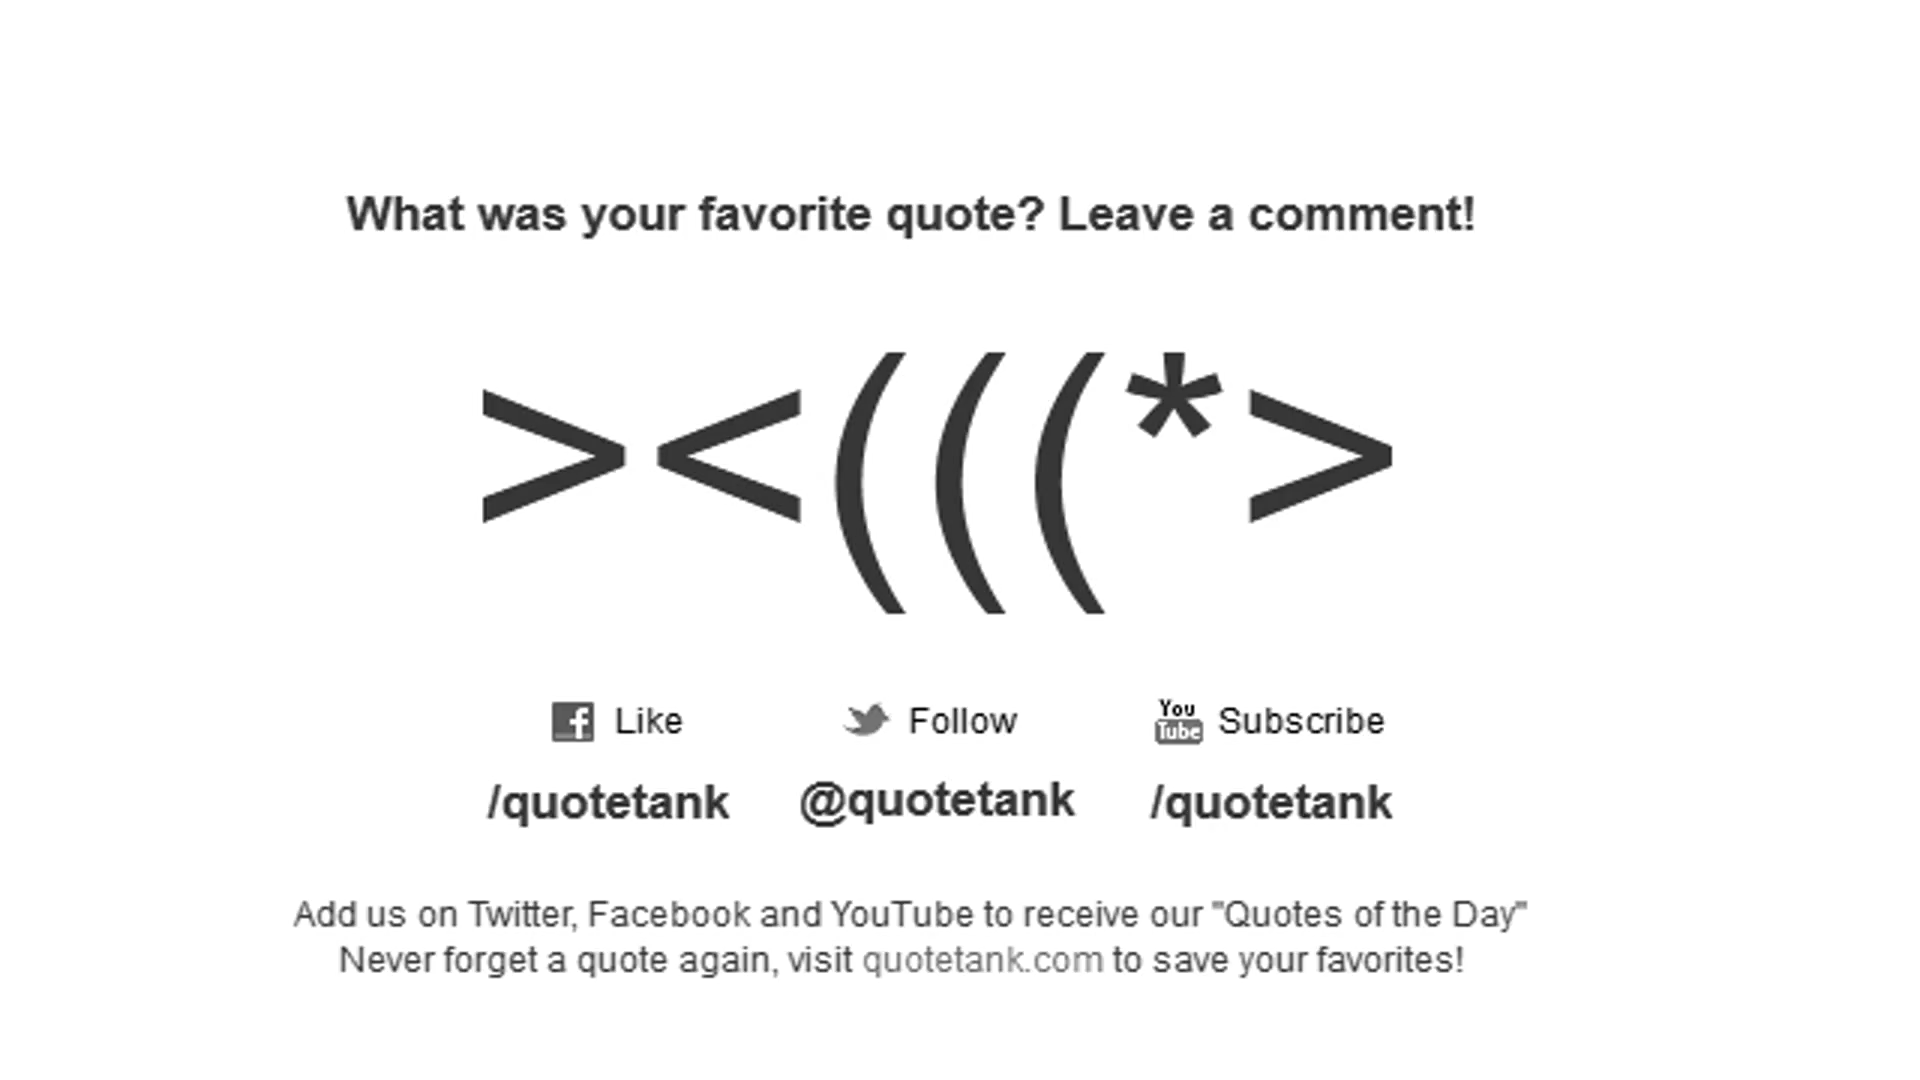 What was your favorite quote? Leave a comment!
><(((*>
f Like
Follow
You Tube Subscribe
/quotetank
@quotetank
/quotetank
Add us on Twitter, Facebook and YouTube to receive our "Quotes of the Day"
Never forget a quote again, visit quotetank.com to save your favorites!